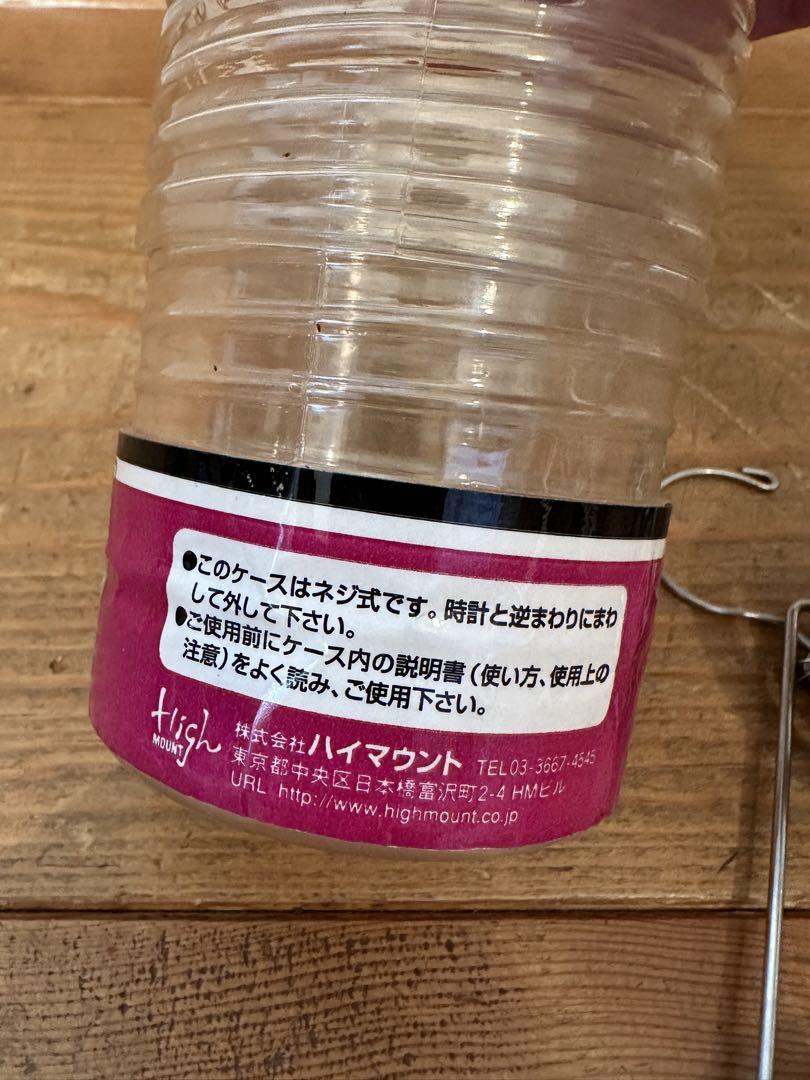 ●このケースはネジ式です。時計と逆まわりにまわ
して外して下さい。
●ご使用前にケース内の説明書(使い方、使用上の
注意)をよく読み、ご使用下さい。
High
MOUNT
株式会社ハイマウント TEL03-3667-4545
東京都中央区日本橋富沢町2-4 HMビル
URL http://www.highmount.co.jp